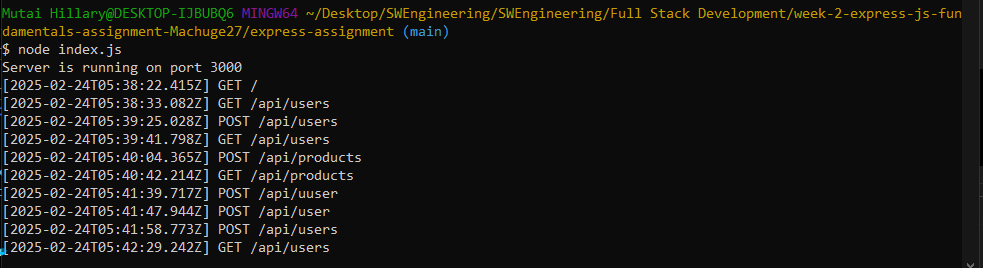 Mutai Hillary@DESKTOP-IJBUBQ6 MINGW64 ~/Desktop/SWEngineering/SWEngineering/Full Stack Development/week-2-express-js-fun
damentals-assignment-Machuge27/express-assignment (main)
$ node index.js
Server is running on port 3000
[2025-02-24T05:38:22.415Z] GET /
[2025-02-24T05:38:33.082Z] GET /api/users
[2025-02-24T05:39:25.028Z] POST /api/users
[2025-02-24T05:39:41.798Z] GET /api/users
[2025-02-24T05:40:04.365Z] POST /api/products
[2025-02-24T05:40:42.214Z] GET /api/products
[2025-02-24T05:41:39.717Z] POST /api/uuser
[2025-02-24T05:41:47.944Z] POST /api/user
[2025-02-24T05:41:58.773Z] POST /api/users
[2025-02-24T05:42:29.242Z] GET /api/users